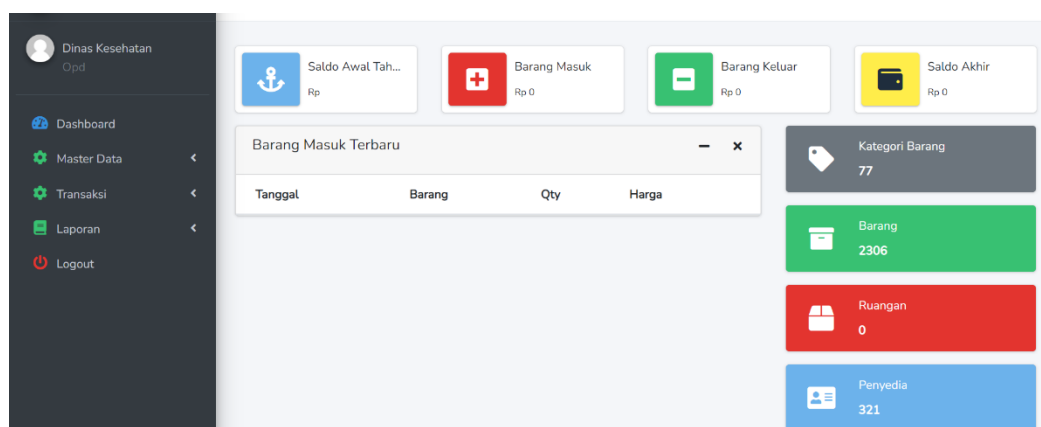 Dinas Kesehatan
Opd
Dashboard
Master Data
Transaksi
Laporan
Logout
Saldo Awal Tah...
Rp
Barang Masuk
Rp 0
Barang Keluar
Rp 0
Saldo Akhir
Rp 0
Barang Masuk Terbaru
Tanggal Barang Qty Harga
Kategori Barang
77
Barang
2306
Ruangan
0
Penyedia
321